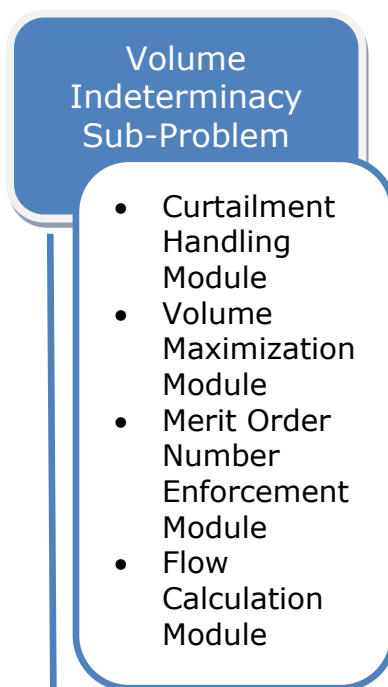 Volume
Indeterminacy
Sub-Problem
• Curtailment
Handling
Module
• Volume
Maximization
Module
• Merit Order
Number
Enforcement
Module
• Flow
Calculation
Module